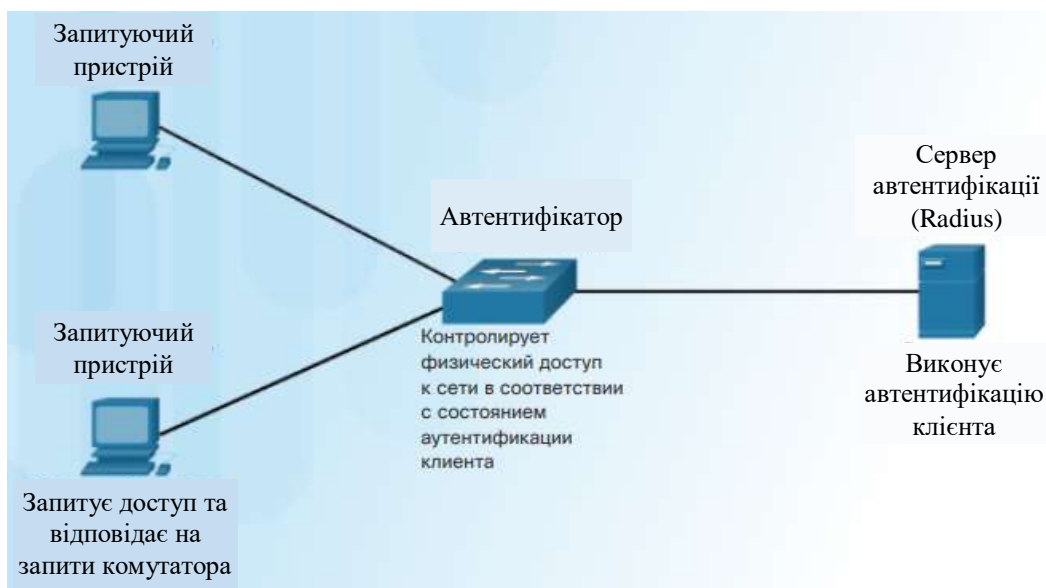 Запитуючий
пристрій
Автентифікатор
Сервер
автентифікації
(Radius)
Запитуючий
пристрій
Контролирует
физический доступ
к сети в соответствии
с состоянием
аутентификации
клиента
Виконує
автентифікацію
клієнта
Запитує доступ та
відповідає на
запити комутатора